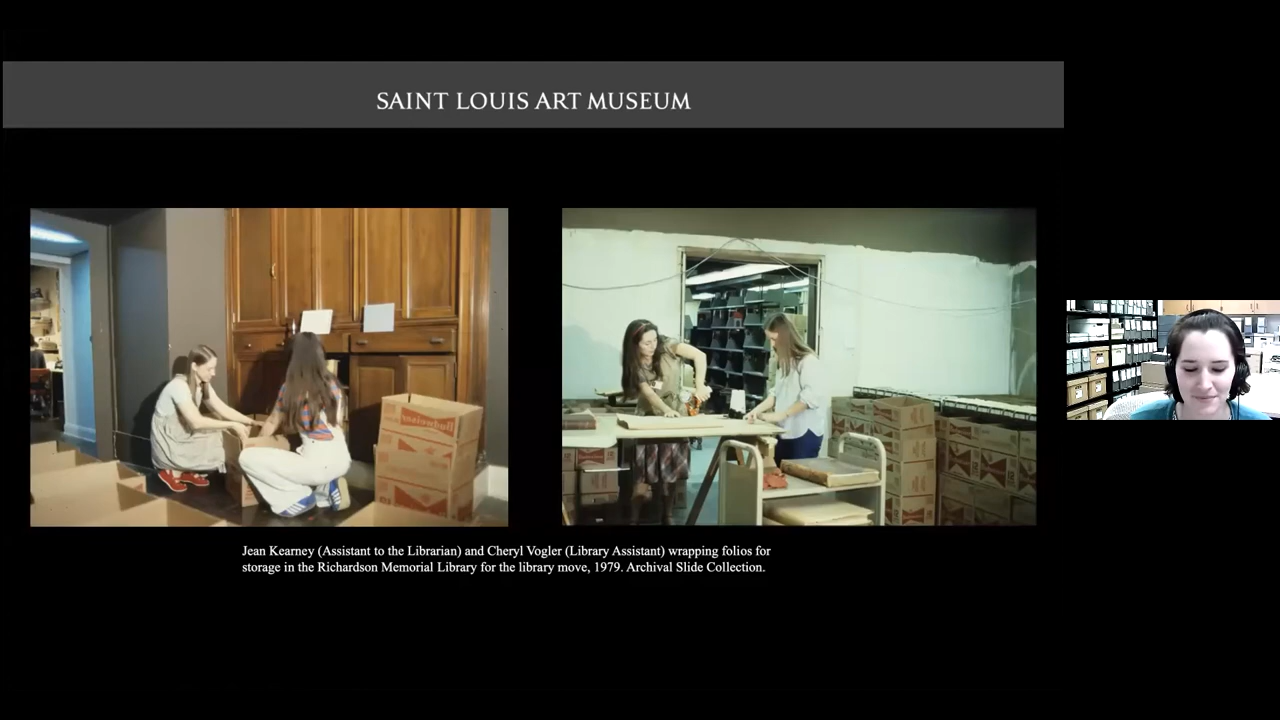 SAINT LOUIS ART MUSEUM
Budweiser
Jean Kearney (Assistant to the Librarian) and Cheryl Vogler (Library Assistant) wrapping folios for
storage in the Richardson Memorial Library for the library move, 1979. Archival Slide Collection.